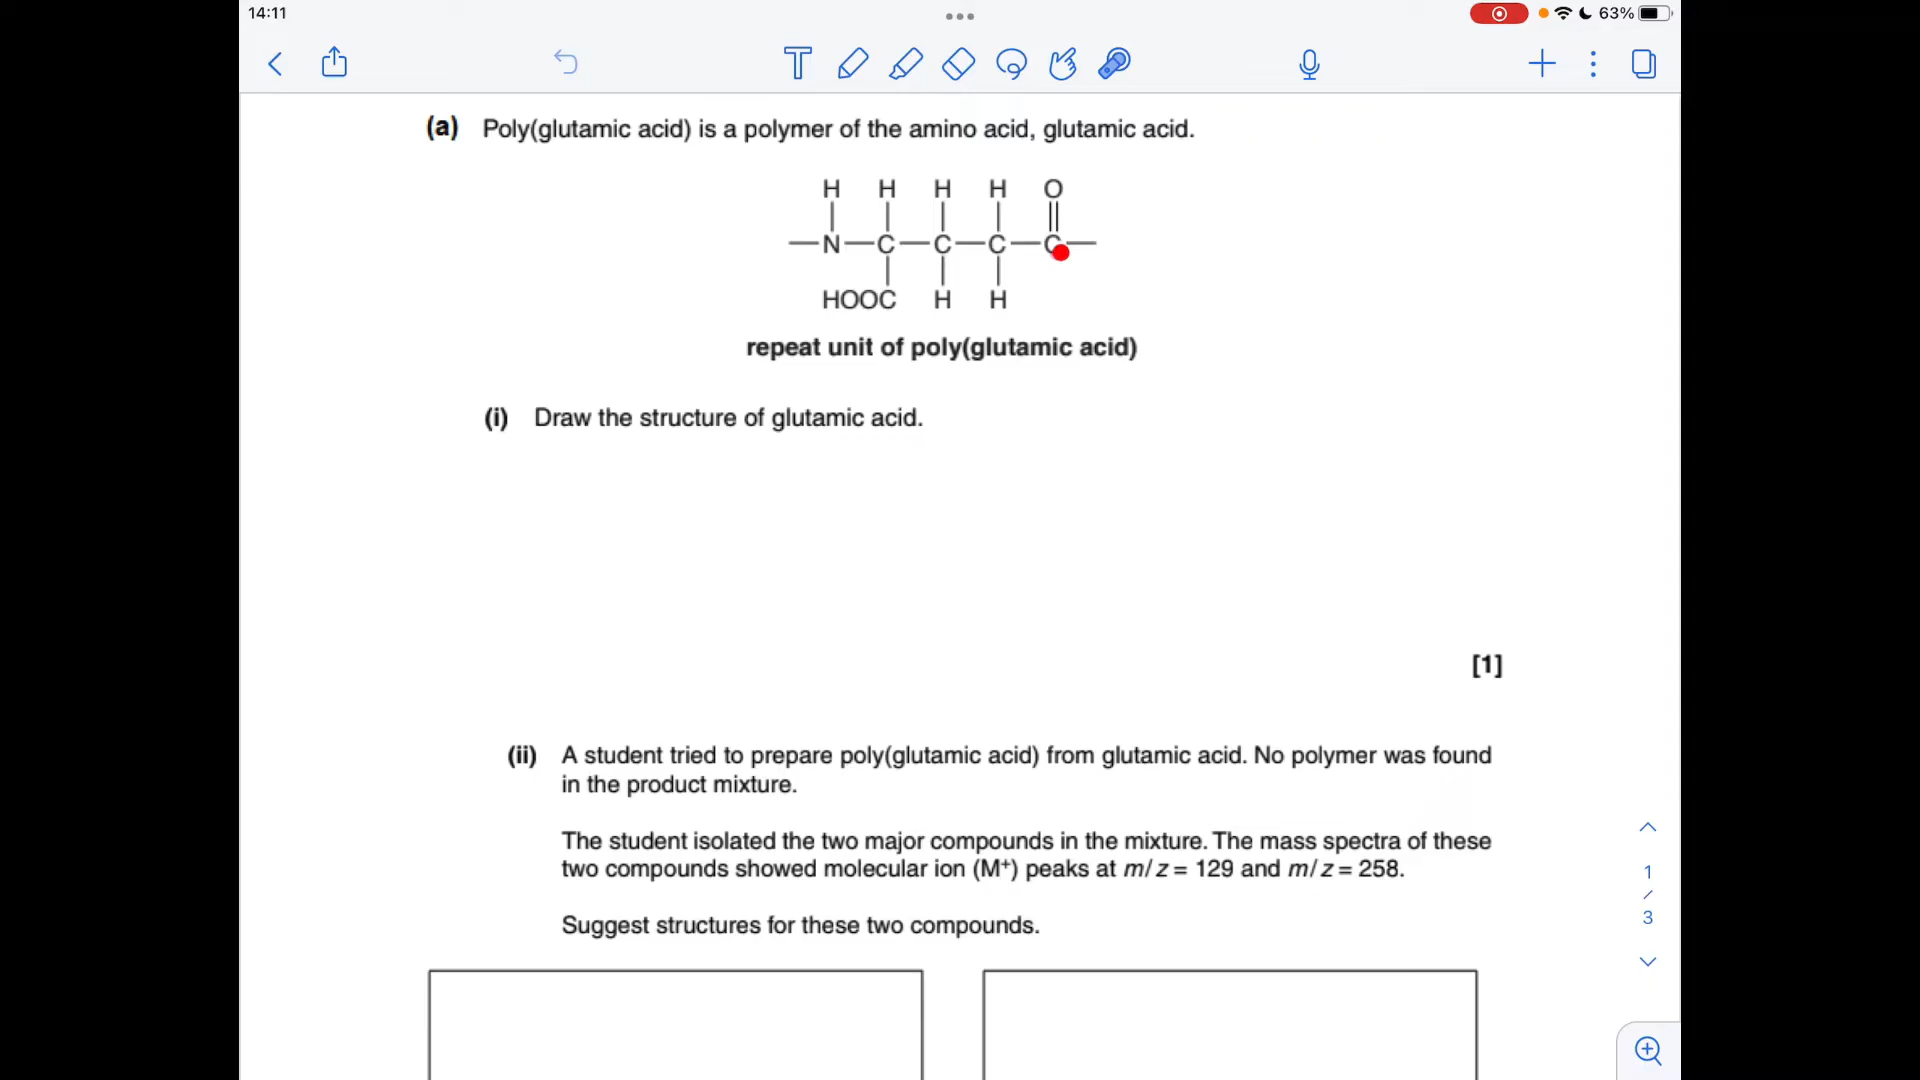 14:11
63%
(a) Poly(glutamic acid) is a polymer of the amino acid, glutamic acid.
H H H H O
N C C C C
HOOC H H
repeat unit of poly(glutamic acid)
(i) Draw the structure of glutamic acid.
[1]
(ii) A student tried to prepare poly(glutamic acid) from glutamic acid. No polymer was found
in the product mixture.
The student isolated the two major compounds in the mixture. The mass spectra of these
two compounds showed molecular ion (M⁺) peaks at m/z = 129 and m/z = 258.
Suggest structures for these two compounds.
1
/
3